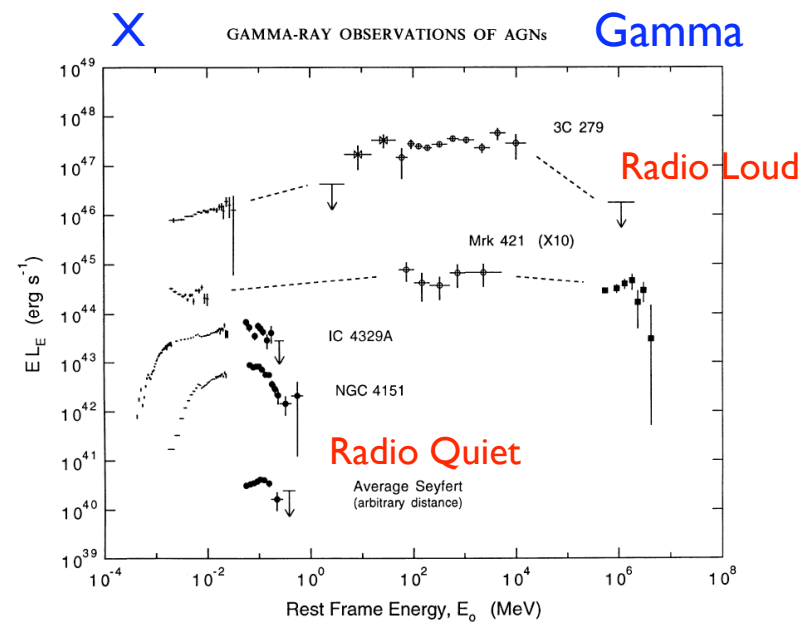 X
GAMMA-RAY OBSERVATIONS OF AGNs
Gamma
10^49
10^48
10^47
10^46
10^45
10^44
10^43
10^42
10^41
10^40
10^39
E L_E (erg s^-1)
3C 279
Radio Loud
Mrk 421 (X10)
IC 4329A
NGC 4151
Radio Quiet
Average Seyfert
(arbitrary distance)
10^-4 10^-2 10^0 10^2 10^4 10^6 10^8
Rest Frame Energy, E_o (MeV)